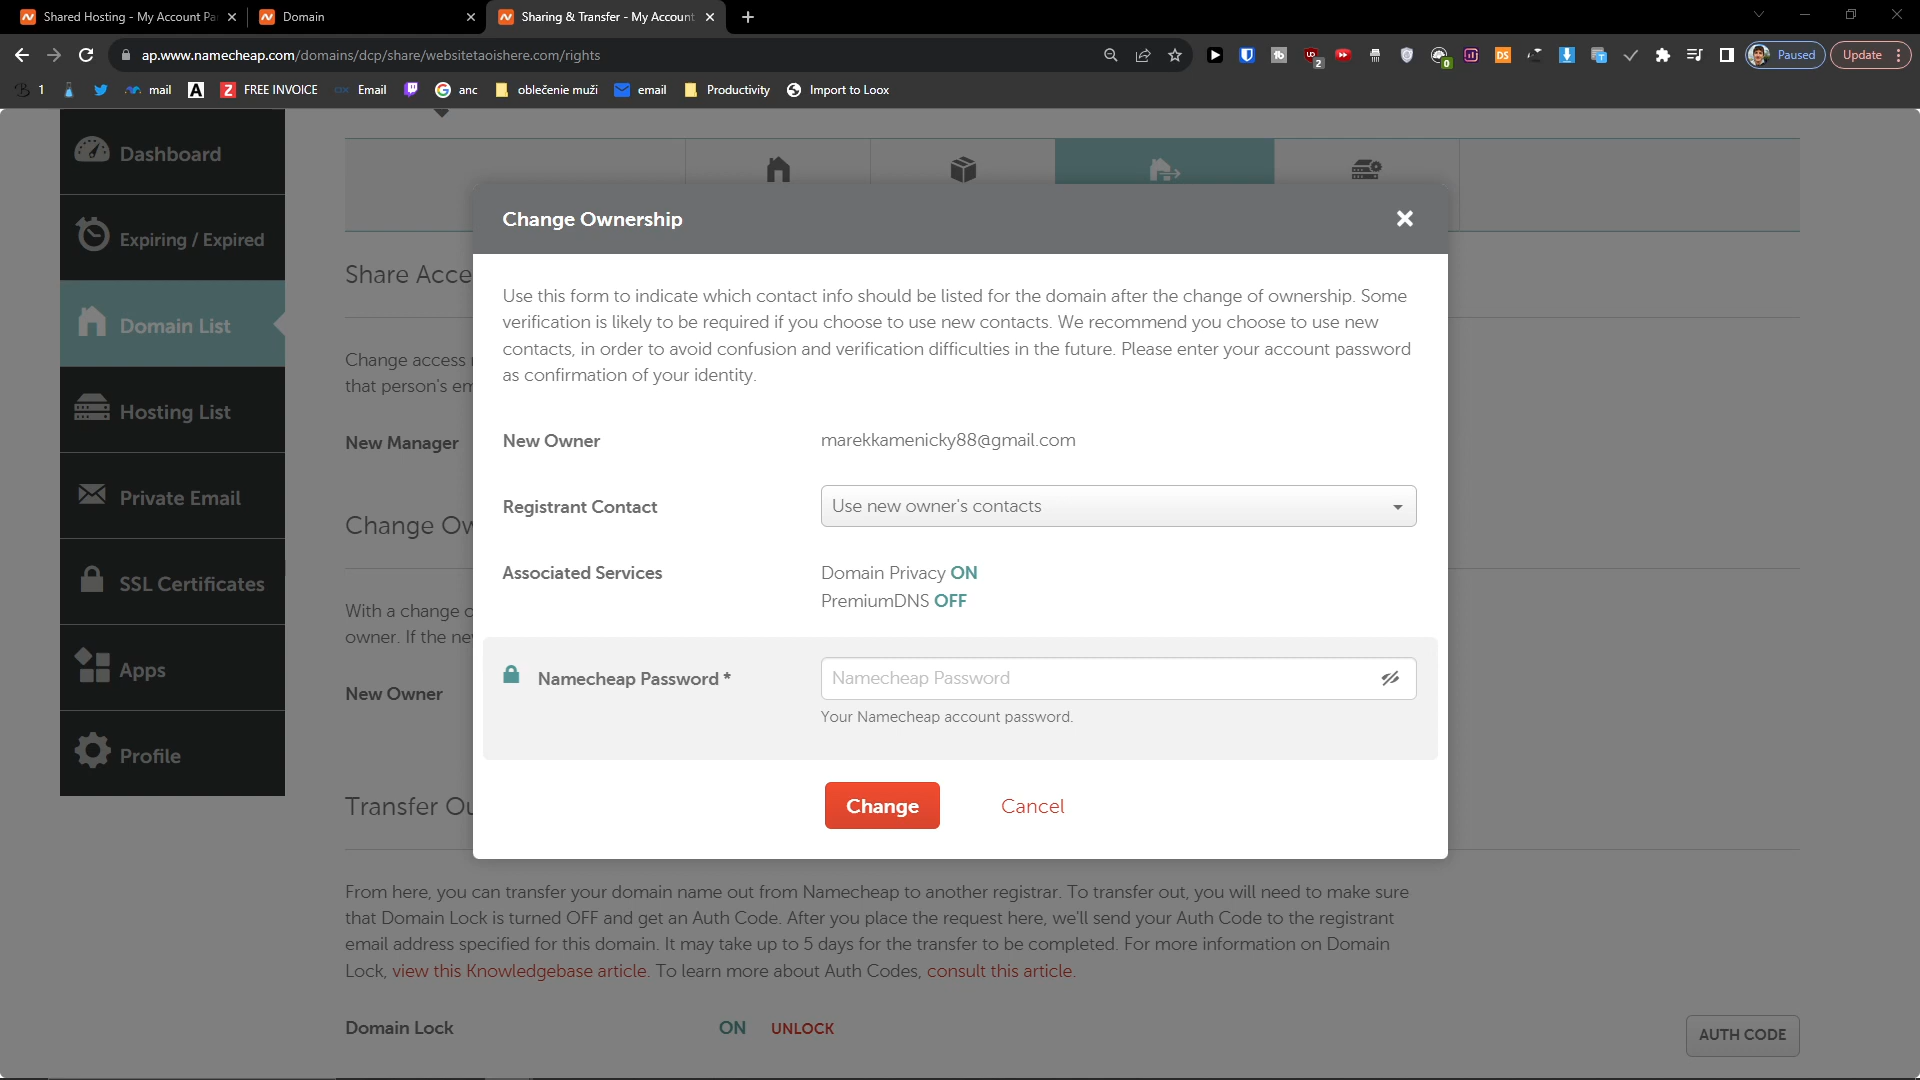 Shared Hosting - My Account Pa
Domain
Sharing & Transfer - My Account
ap.www.namecheap.com/domains/dcp/share/websitetaoishere.com/rights
Paused
Update
1
mail
FREE INVOICE
Email
anc
oblečenie muži
email
Productivity
Import to Loox
Dashboard
Expiring / Expired
Domain List
Hosting List
Private Email
SSL Certificates
Apps
Profile
Share Acce
Change access
that person's em
New Manager
Change Ow
With a change o
owner. If the ne
New Owner
Transfer Ou
Change Ownership
Use this form to indicate which contact info should be listed for the domain after the change of ownership. Some
verification is likely to be required if you choose to use new contacts. We recommend you choose to use new
contacts, in order to avoid confusion and verification difficulties in the future. Please enter your account password
as confirmation of your identity.
New Owner marekkamenicky88@gmail.com
Registrant Contact Use new owner's contacts
Associated Services Domain Privacy ON
PremiumDNS OFF
Namecheap Password * Namecheap Password
Your Namecheap account password.
Change Cancel
From here, you can transfer your domain name out from Namecheap to another registrar. To transfer out, you will need to make sure
that Domain Lock is turned OFF and get an Auth Code. After you place the request here, we'll send your Auth Code to the registrant
email address specified for this domain. It may take up to 5 days for the transfer to be completed. For more information on Domain
Lock, view this Knowledgebase article. To learn more about Auth Codes, consult this article.
Domain Lock ON UNLOCK AUTH CODE